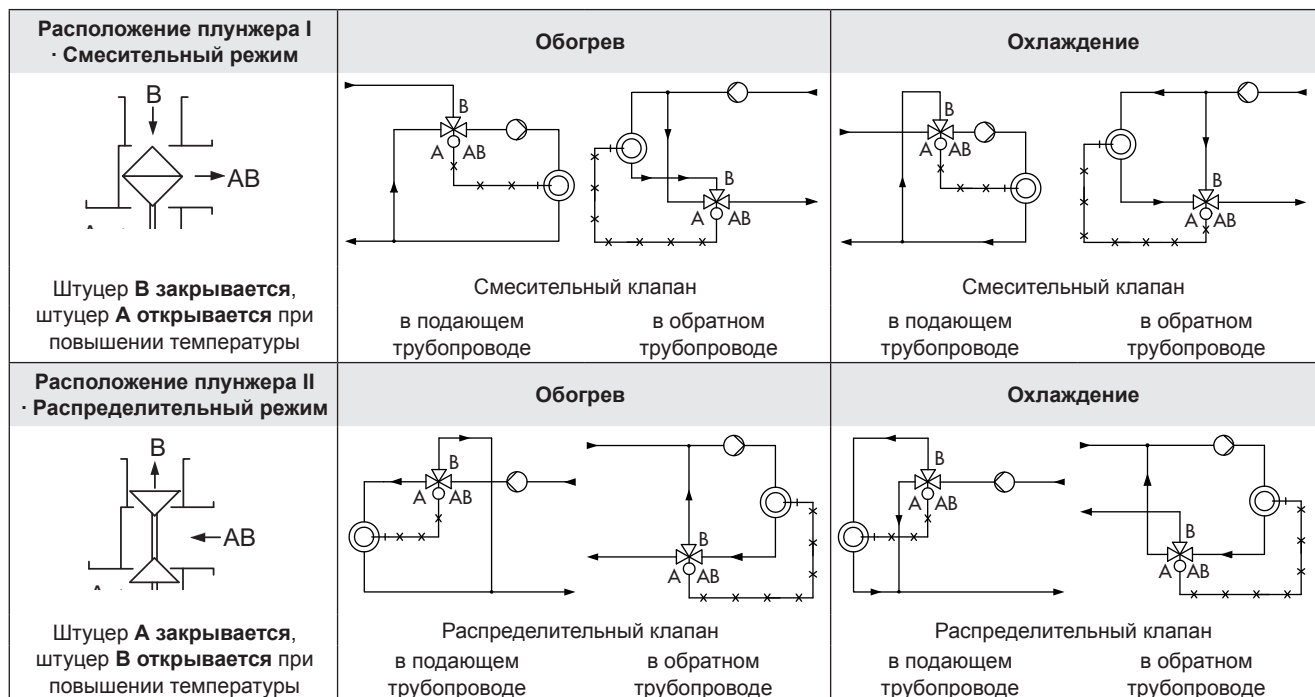 Расположение плунжера I
· Смесительный режим
Обогрев
Охлаждение
B
AB
B
A AB
B
A AB
B
A AB
B
A AB
Штуцер B закрывается,
штуцер A открывается при
повышении температуры
Смесительный клапан
в подающем
трубопроводе
в обратном
трубопроводе
Смесительный клапан
в подающем
трубопроводе
в обратном
трубопроводе
Расположение плунжера II
· Распределительный режим
Обогрев
Охлаждение
B
AB
B
A AB
B
A AB
B
A AB
B
A AB
Штуцер A закрывается,
штуцер B открывается при
повышении температуры
Распределительный клапан
в подающем
трубопроводе
в обратном
трубопроводе
Распределительный клапан
в подающем
трубопроводе
в обратном
трубопроводе